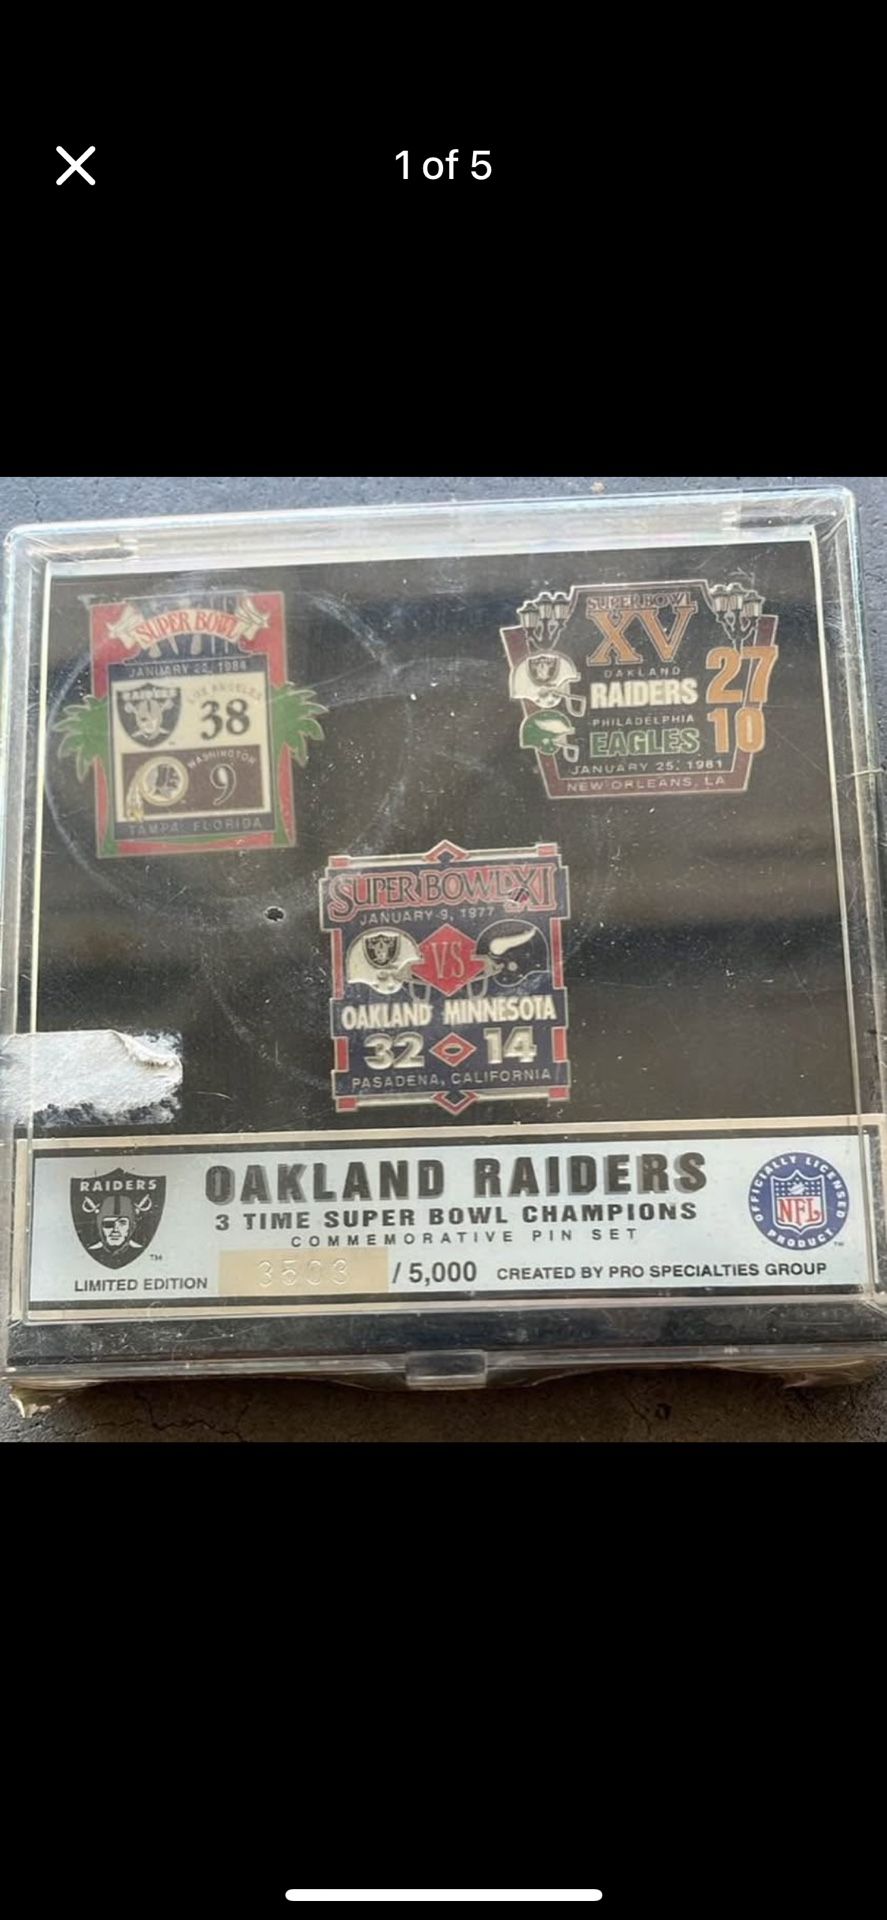 1 of 5
SUPER BOWL
JANUARY 22, 1984
RAIDERS
LOS ANGELES
38
WASHINGTON
9
TAMPA, FLORIDA
SUPER BOWL
XV
OAKLAND
RAIDERS 27
PHILADELPHIA
EAGLES 10
JANUARY 25, 1981
NEW ORLEANS, LA
SUPER BOWL XI
JANUARY 9, 1977
VS
OAKLAND MINNESOTA
32 14
PASADENA, CALIFORNIA
RAIDERS
TM
OAKLAND RAIDERS
3 TIME SUPER BOWL CHAMPIONS
COMMEMORATIVE PIN SET
LIMITED EDITION 3503 / 5,000 CREATED BY PRO SPECIALTIES GROUP
OFFICIALLY LICENSED
NFL
PRODUCT
TM